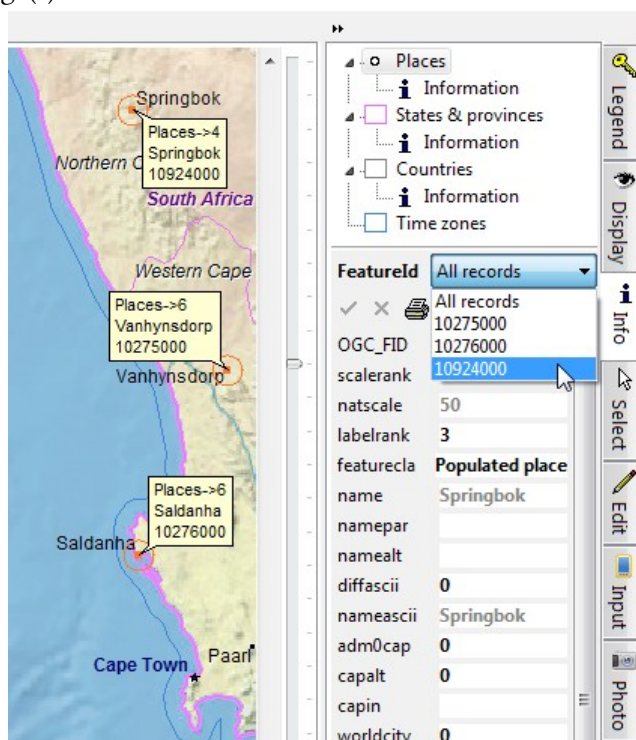 Springbok
Places->4
Springbok
10924000
Northern C
South Africa
Western Cape
Places->6
Vanhynsdorp
10275000
Vanhynsdorp
Places->6
Saldanha
10276000
Saldanha
Cape Town
Paarl
Places
Information
States & provinces
Information
Countries
Information
Time zones
FeatureId All records
All records
10275000
10276000
10924000
OGC_FID
scalerank
natscale 50
labelrank 3
featurecla Populated place
name Springbok
namepar
namealt
diffascii 0
nameascii Springbok
adm0cap 0
capalt 0
capin
worldcity 0
Legend
Display
Info
Select
Edit
Input
Photo